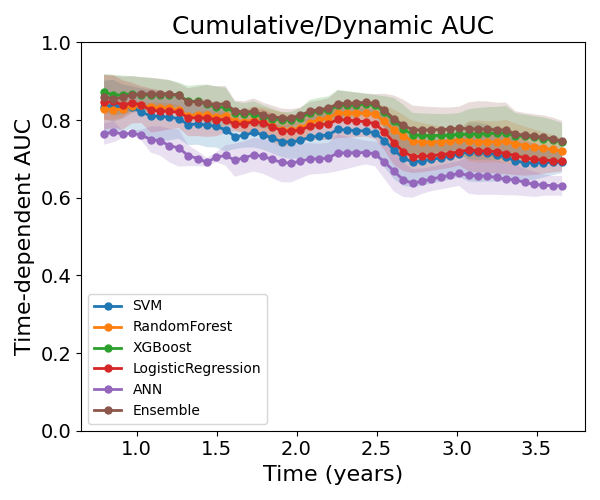 Cumulative/Dynamic AUC
Time-dependent AUC
1.0
0.8
0.6
0.4
0.2
0.0
SVM
RandomForest
XGBoost
LogisticRegression
ANN
Ensemble
1.0 1.5 2.0 2.5 3.0 3.5
Time (years)